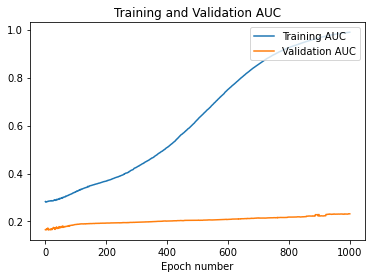 Training and Validation AUC
1.0
0.8
0.6
0.4
0.2
Training AUC
Validation AUC
0 200 400 600 800 1000
Epoch number